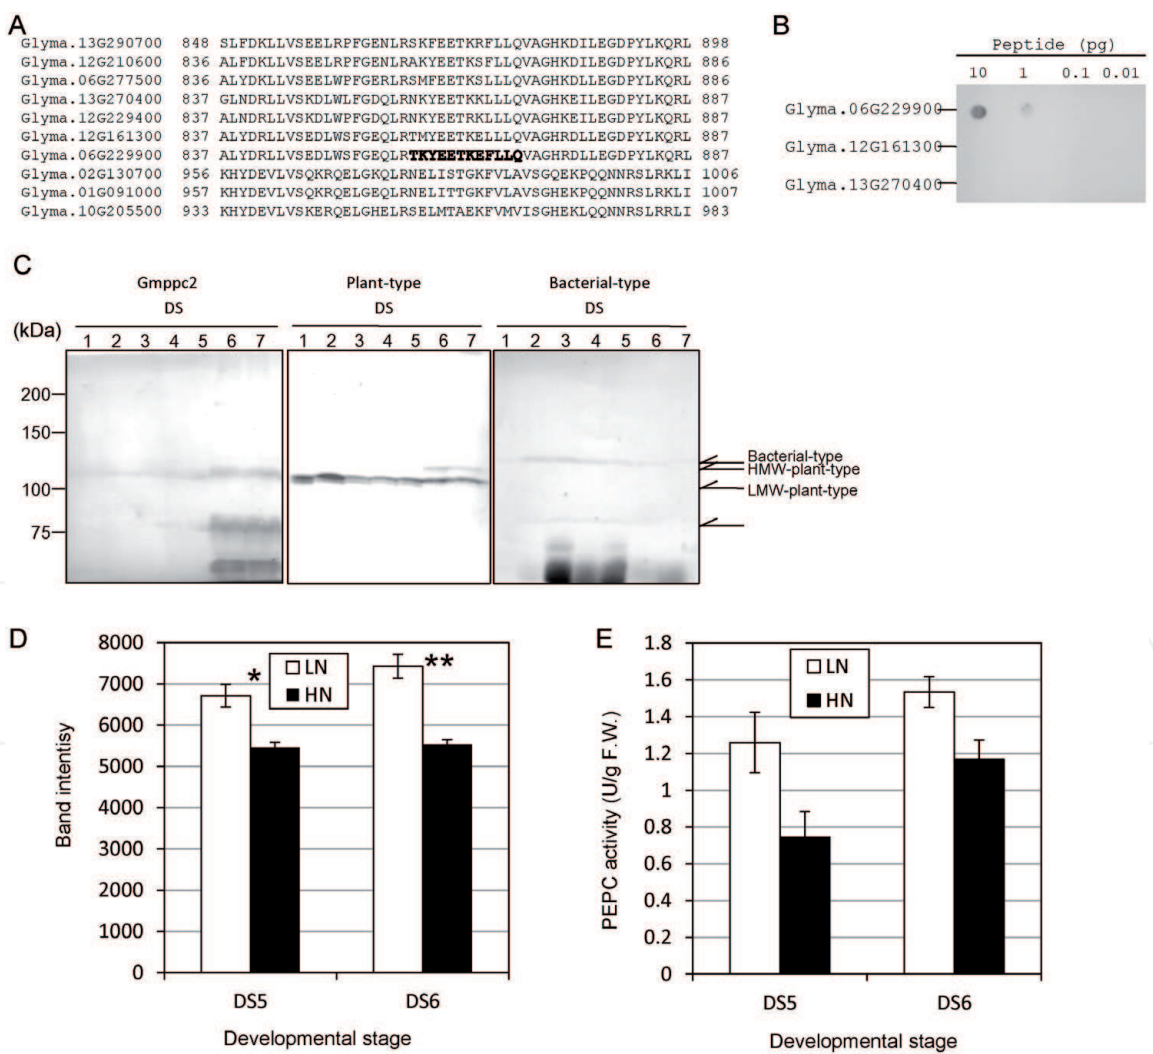 A
Glyma.13G290700 848 SLFDKLLVSEELRPFGENLRSKFEETKRFLLQVAGHKDILEGDPYLKQRL 898
Glyma.12G210600 836 ALFDKLLVSEELRPFGENLRAKYEETKSFLLQVAGHKDILEGDPYLKQRL 886
Glyma.06G277500 836 ALYDKLLVSEELWPFGERLRSMFEETKSFLLQVAGHKDLLEGDPYLKQRL 886
Glyma.13G270400 837 GLNDRLLVSKDLWLFGDQLRNKYEETKKLLLQVAGHKEILEGDPYLKQRL 887
Glyma.12G229400 837 ALNDRLLVSKDLWPFGDQLRNKYEETRKLLLQVAGHKEILEGDPYLKQRL 887
Glyma.12G161300 837 ALYDRLLVSEDLWSFGEQLRTMYEETKELLLQVAGHRDLLEGDPYLKQRL 887
Glyma.06G229900 837 ALYDRLLVSEDLWSFGEQLRTKYEETKEFLLQVAGHRDLLEGDPYLKQRL 887
Glyma.02G130700 956 KHYDEVLVSQKRQELGKQLRNELISTGKFVLAVSGQEKPQQNNRSLRKLI 1006
Glyma.01G091000 957 KHYDEVLVSQKRQELGEQLRNELITTGKFVLAVSGHEKPQQNNRSLRKLI 1007
Glyma.10G205500 933 KHYDEVLVSKERQELGHELRSELMTAEKFVMVISGHEKLQQNNRSLRRLI 983
B
Peptide (pg)
10 1 0.1 0.01
Glyma.06G229900
Glyma.12G161300
Glyma.13G270400
C
Gmppc2 Plant-type Bacterial-type
DS DS DS
(kDa)
1 2 3 4 5 6 7 1 2 3 4 5 6 7 1 2 3 4 5 6 7
200
150
100
75
Bacterial-type
HMW-plant-type
LMW-plant-type
D
8000
7000
6000
5000
4000
3000
2000
1000
0
Band intentisy
LN
HN
*
**
DS5 DS6
Developmental stage
E
1.8
1.6
1.4
1.2
1
0.8
0.6
0.4
0.2
0
PEPC activity (U/g F.W.)
LN
HN
DS5 DS6
Developmental stage